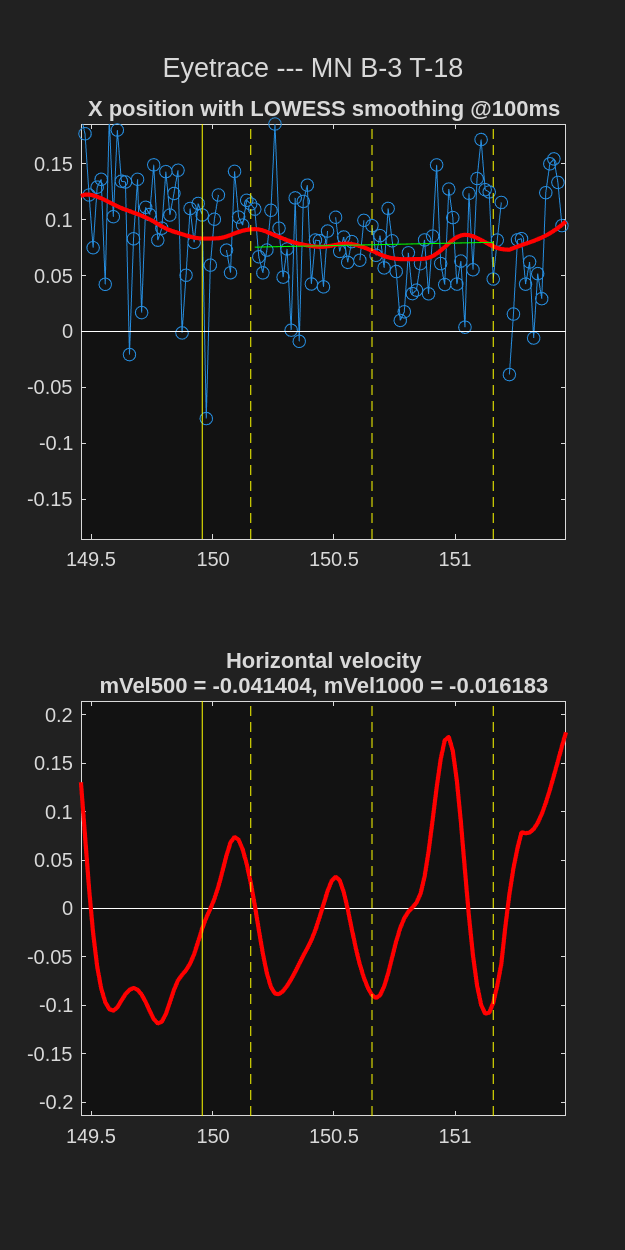 Eyetrace --- MN B-3 T-18
X position with LOWESS smoothing @100ms
0.15
0.1
0.05
0
-0.05
-0.1
-0.15
149.5 150 150.5 151
Horizontal velocity
mVel500 = -0.041404, mVel1000 = -0.016183
0.2
0.15
0.1
0.05
0
-0.05
-0.1
-0.15
-0.2
149.5 150 150.5 151